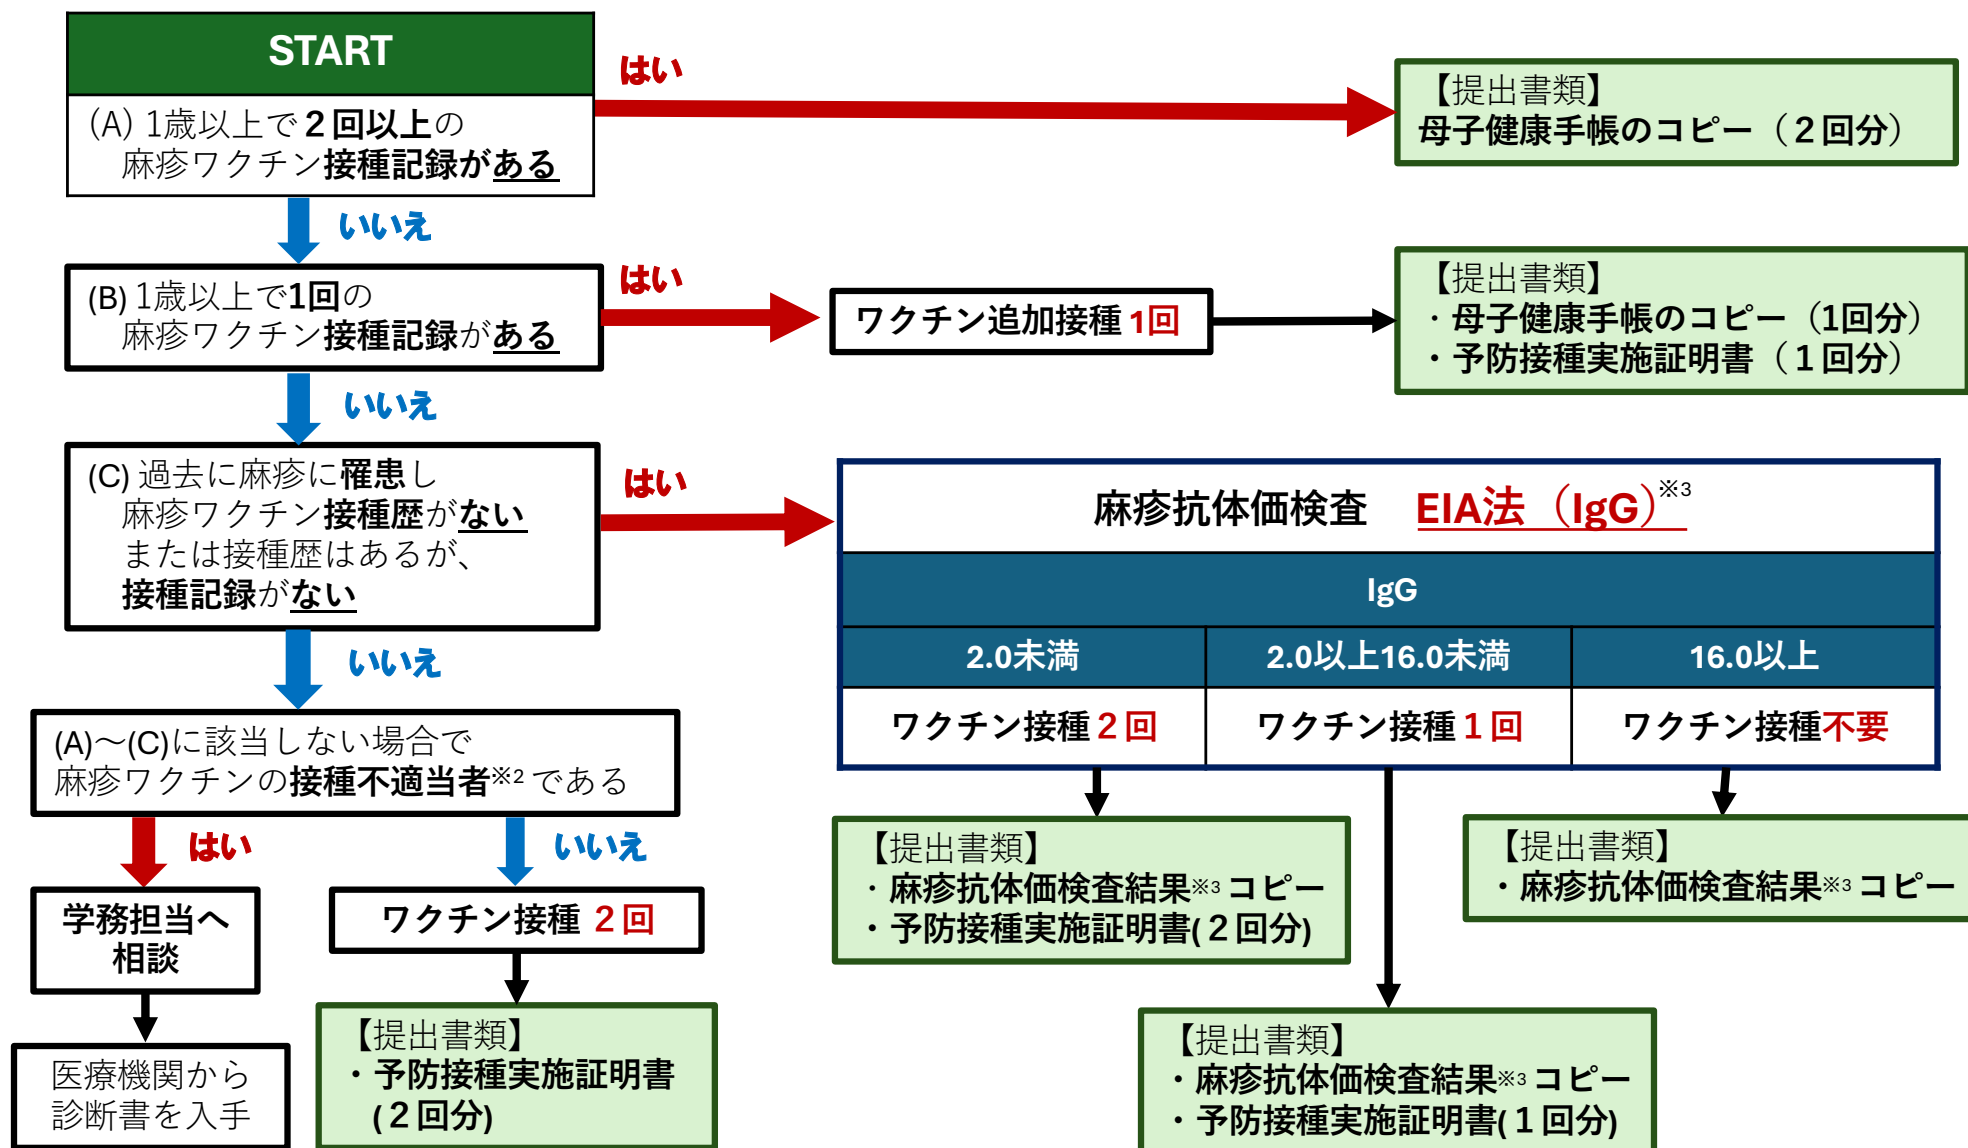 START
はい
(A) 1歳以上で２回以上の
麻疹ワクチン接種記録がある
【提出書類】
母子健康手帳のコピー（２回分）
いいえ
(B) 1歳以上で1回の
麻疹ワクチン接種記録がある
はい
ワクチン追加接種 1回
【提出書類】
・母子健康手帳のコピー（1回分）
・予防接種実施証明書（１回分）
いいえ
(C) 過去に麻疹に罹患し
麻疹ワクチン接種歴がない
または接種歴はあるが、
接種記録がない
はい
麻疹抗体価検査　EIA法（IgG）※3
IgG
2.0未満
2.0以上16.0未満
16.0以上
ワクチン接種２回
ワクチン接種１回
ワクチン接種不要
いいえ
(A)～(C)に該当しない場合で
麻疹ワクチンの接種不適当者※2 である
はい
いいえ
学務担当へ
相談
ワクチン接種 ２回
医療機関から
診断書を入手
【提出書類】
・予防接種実施証明書
(２回分)
【提出書類】
・麻疹抗体価検査結果※3 コピー
・予防接種実施証明書(２回分)
【提出書類】
・麻疹抗体価検査結果※3 コピー
・予防接種実施証明書(１回分)
【提出書類】
・麻疹抗体価検査結果※3 コピー